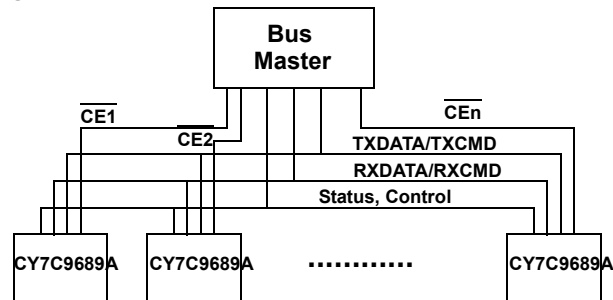 Bus
Master
CE1
CE2
CEn
TXDATA/TXCMD
RXDATA/RXCMD
Status, Control
CY7C9689A
CY7C9689A
............
CY7C9689A